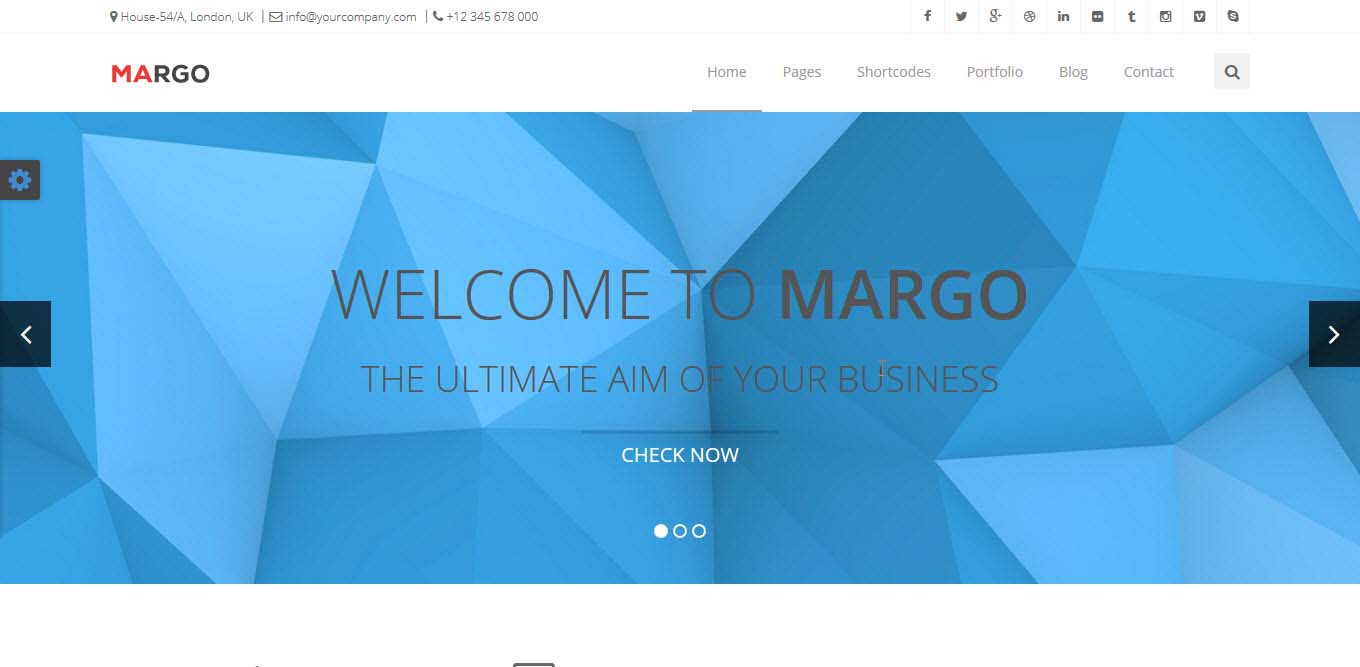 House-54/A, London, UK | info@yourcompany.com | +12 345 678 000
MARGO
Home Pages Shortcodes Portfolio Blog Contact
WELCOME TO MARGO
THE ULTIMATE AIM OF YOUR BUSINESS
CHECK NOW